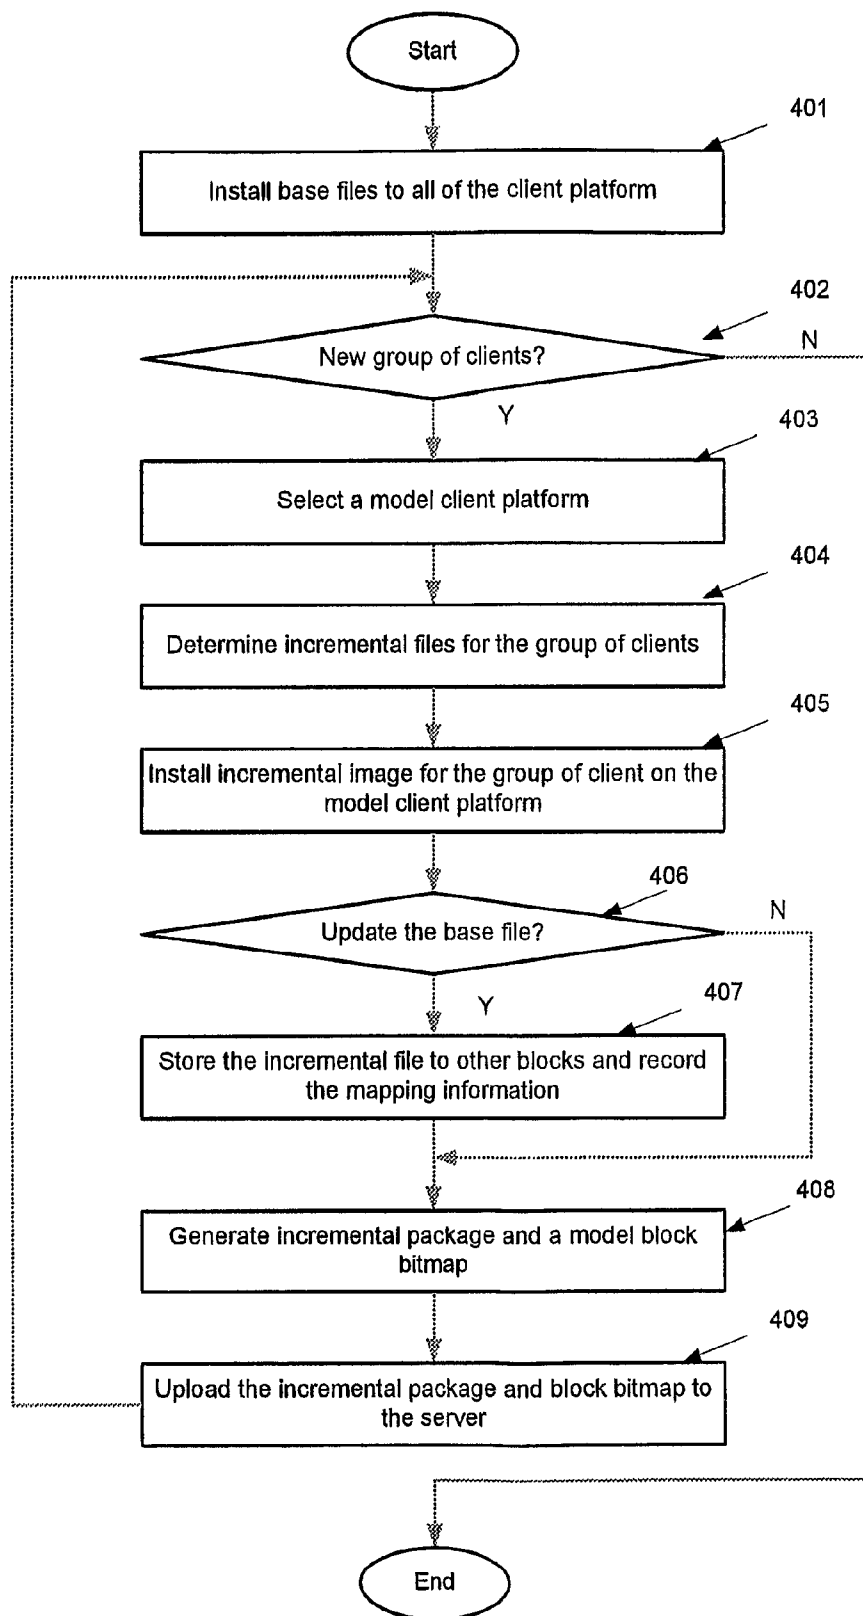 Start
401
Install base files to all of the client platform
402
New group of clients?
N
Y
403
Select a model client platform
404
Determine incremental files for the group of clients
405
Install incremental image for the group of client on the
model client platform
406
Update the base file?
N
Y
407
Store the incremental file to other blocks and record
the mapping information
408
Generate incremental package and a model block
bitmap
409
Upload the incremental package and block bitmap to
the server
End